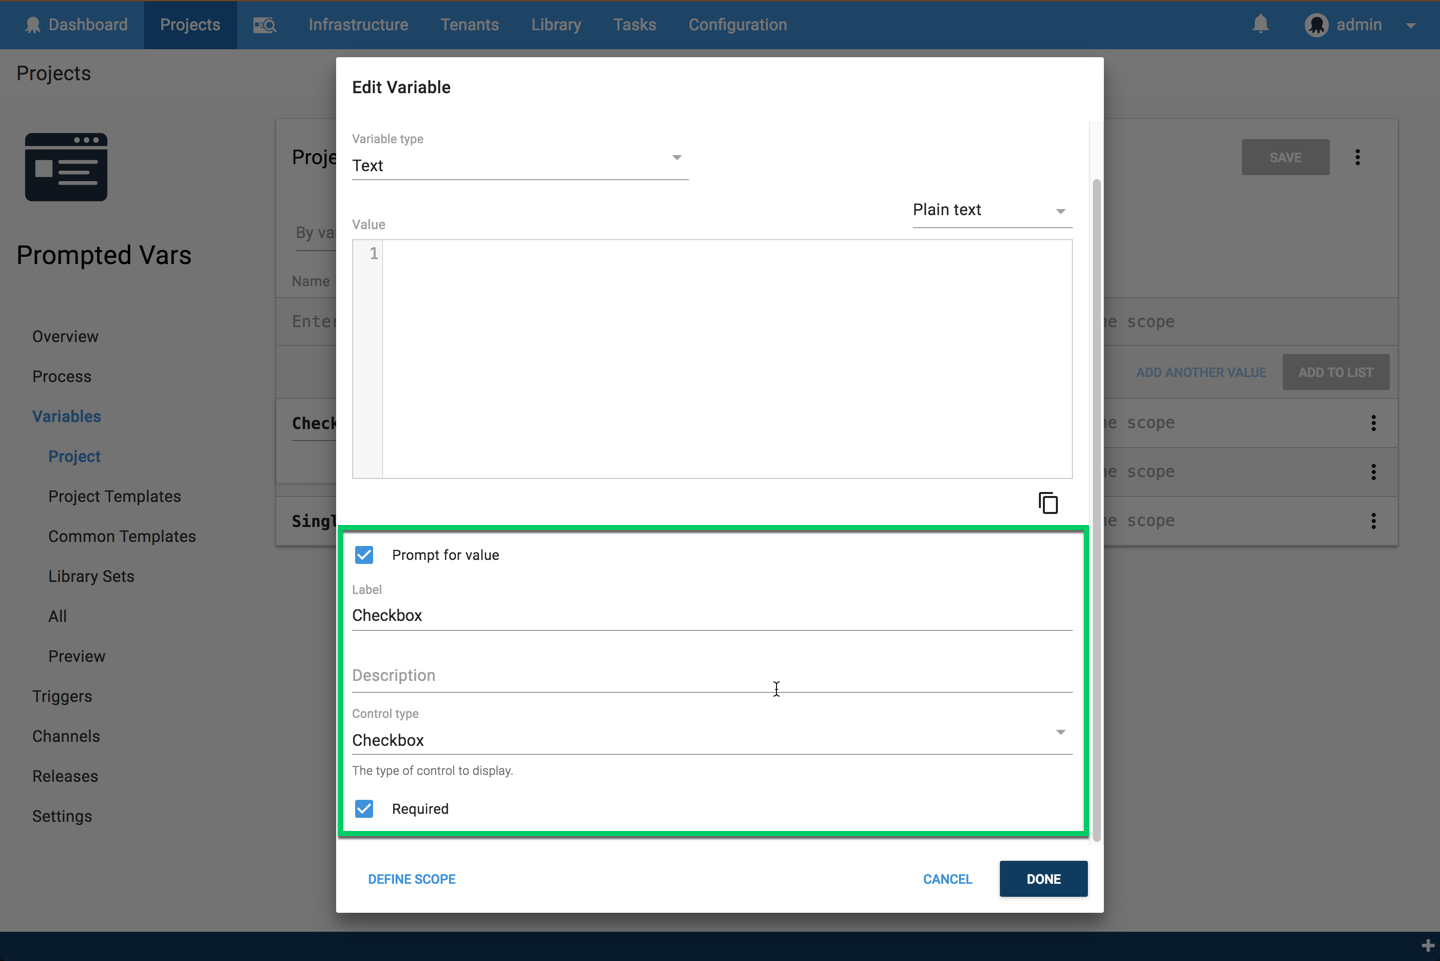 Dashboard Projects Infrastructure Tenants Library Tasks Configuration admin
Projects
Prompted Vars
Overview
Process
Variables
Project
Project Templates
Common Templates
Library Sets
All
Preview
Triggers
Channels
Releases
Settings
Proje
SAVE
By va
Name
Enter
e scope
ADD ANOTHER VALUE ADD TO LIST
Check
e scope
e scope
Singl
e scope
Edit Variable
Variable type
Text
Plain text
Value
1
Prompt for value
Label
Checkbox
Description
Control type
Checkbox
The type of control to display.
Required
DEFINE SCOPE CANCEL DONE